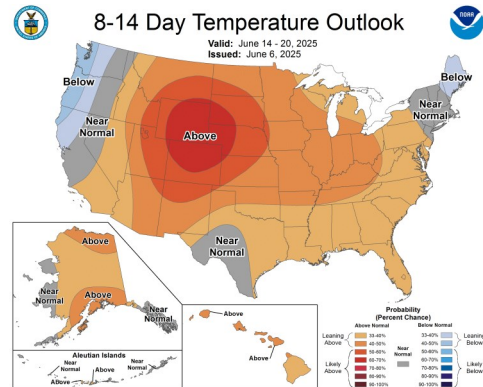 8-14 Day Temperature Outlook
Valid: June 14 - 20, 2025
Issued: June 6, 2025
NOAA
Below
Near
Normal
Above
Near
Normal
Below
Near
Normal
Above
Near
Normal
Above
Near
Normal
Aleutian Islands
Near
Normal
Near
Normal
Above
Above
Above
Above
Probability
(Percent Chance)
Above Normal
Below Normal
Leaning
Above
33-40%
40-50%
50-60%
Likely
Above
60-70%
70-80%
80-90%
90-100%
Near
Normal
33-40%
40-50%
50-60%
Leaning
Below
60-70%
70-80%
80-90%
90-100%
Likely
Below